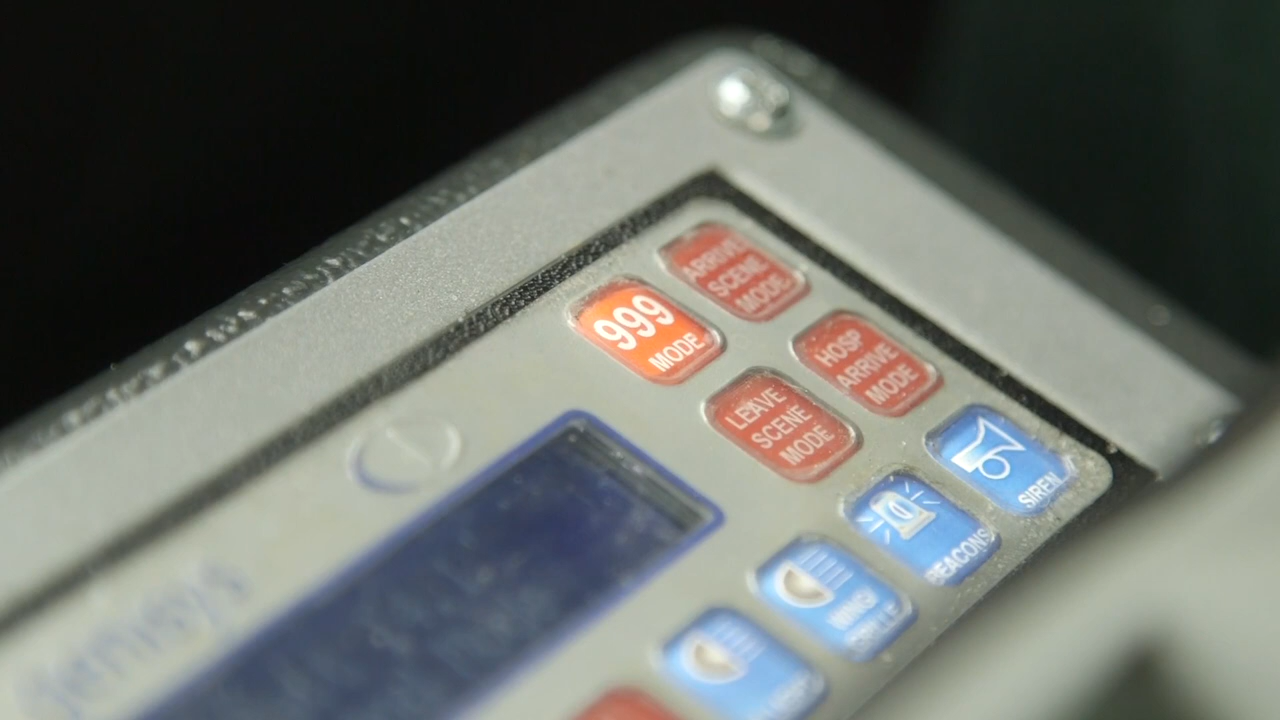 ARRIVE
SCENE
MODE
999
MODE
HOSP
ARRIVE
MODE
LEAVE
SCENE
MODE
SIREN
BEACONS